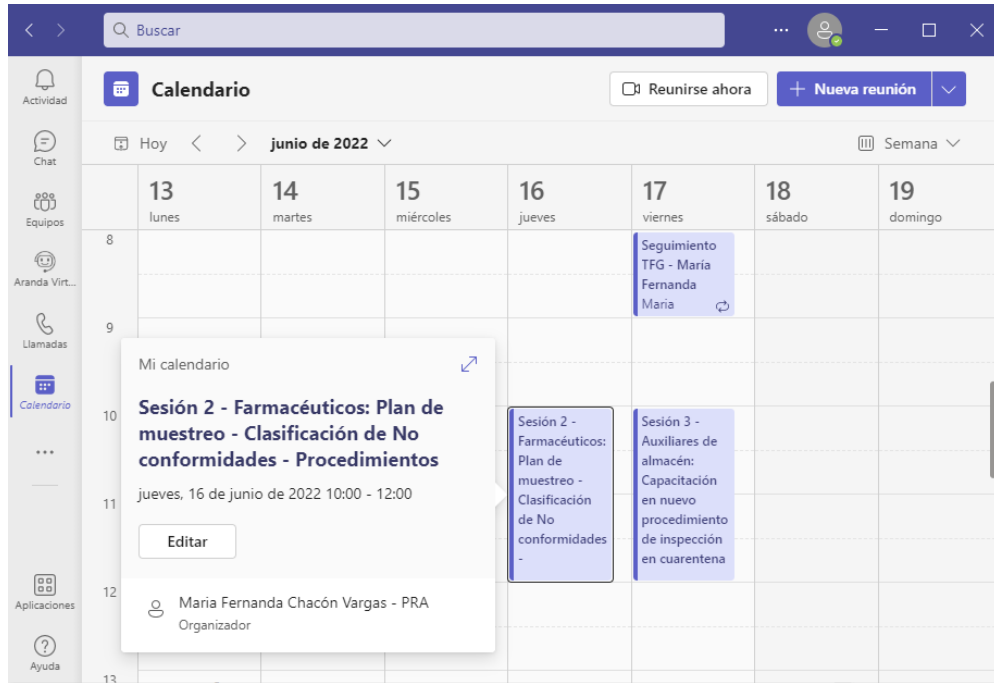 Buscar
Actividad
Chat
Equipos
Aranda Virt...
Llamadas
Calendario
Aplicaciones
Ayuda
Calendario
Reunirse ahora
Nueva reunión
Hoy
junio de 2022
Semana
13
lunes
14
martes
15
miércoles
16
jueves
17
viernes
18
sábado
19
domingo
8
9
10
11
12
13
Seguimiento
TFG - María
Fernanda
Maria
Mi calendario
Sesión 2 - Farmacéuticos: Plan de
muestreo - Clasificación de No
conformidades - Procedimientos
jueves, 16 de junio de 2022 10:00 - 12:00
Editar
Maria Fernanda Chacón Vargas - PRA
Organizador
Sesión 2 -
Farmacéuticos:
Plan de
muestreo -
Clasificación
de No
conformidades
-
Sesión 3 -
Auxiliares de
almacén:
Capacitación
en nuevo
procedimiento
de inspección
en cuarentena